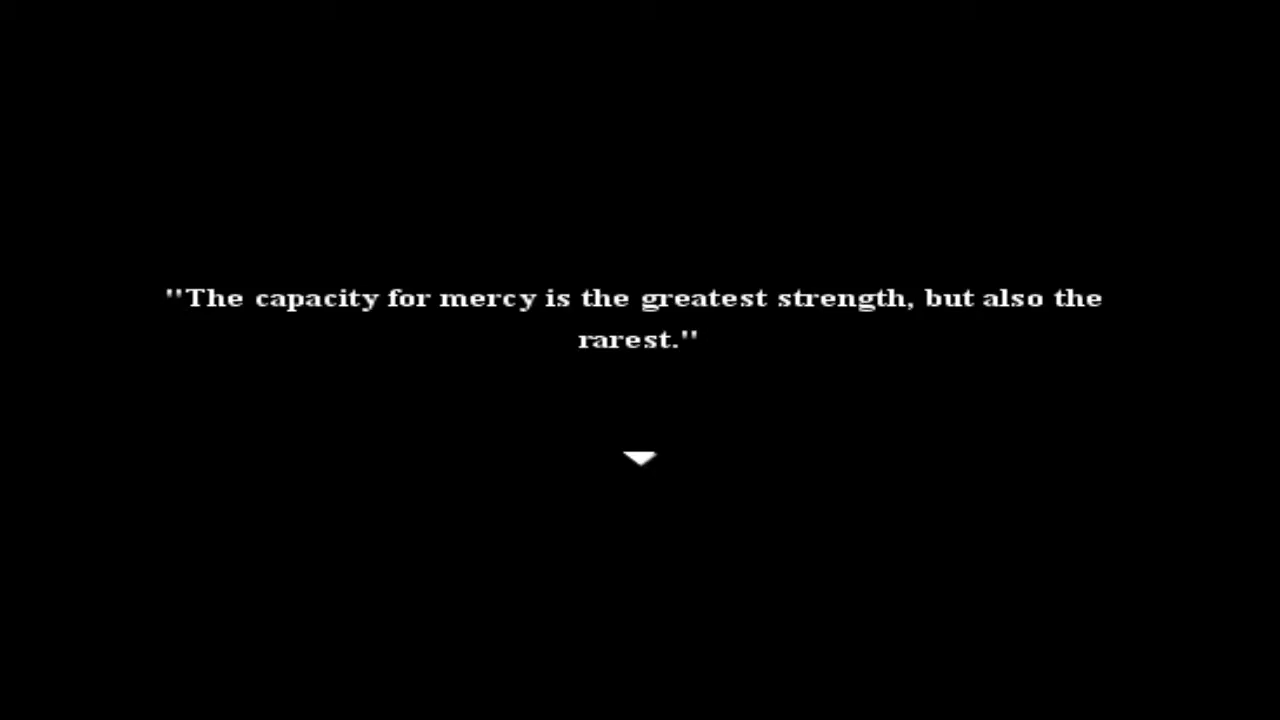 "The capacity for mercy is the greatest strength, but also the
rarest."